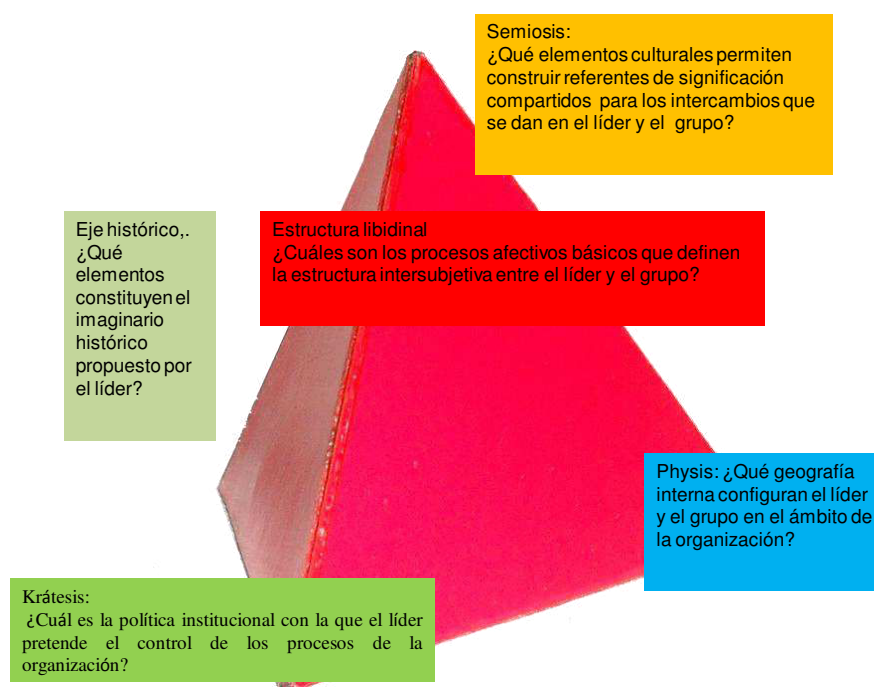 Semiosis:
¿Qué elementos culturales permiten
construir referentes de significación
compartidos para los intercambios que
se dan en el líder y el grupo?
Eje histórico,.
¿Qué
elementos
constituyen el
imaginario
histórico
propuesto por
el líder?
Estructura libidinal
¿Cuáles son los procesos afectivos básicos que definen
la estructura intersubjetiva entre el líder y el grupo?
Physis: ¿Qué geografía
interna configuran el líder
y el grupo en el ámbito de
la organización?
Krátesis:
¿Cuál es la política institucional con la que el líder
pretende el control de los procesos de la
organización?